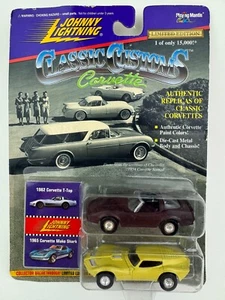 JOHNNY
LIGHTNING
Playing Mantis
LIMITED EDITION
1 of only 15,000!*
CLASSIC CUSTOMS
Corvette
AUTHENTIC
REPLICAS OF
CLASSIC
CORVETTES
• Authentic Corvette
Paint Colors!
• Die-Cast Metal
Body and Chassis!
1982 Corvette T-Top
JOHNNY
LIGHTNING
1965 Corvette Mako Shark
JOHNNY
LIGHTNING